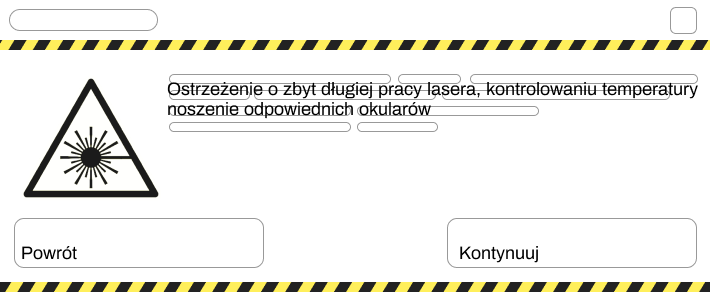 Ostrzeżenie o zbyt długiej pracy lasera, kontrolowaniu temperatury
noszenie odpowiednich okularów
Powrót
Kontynuuj